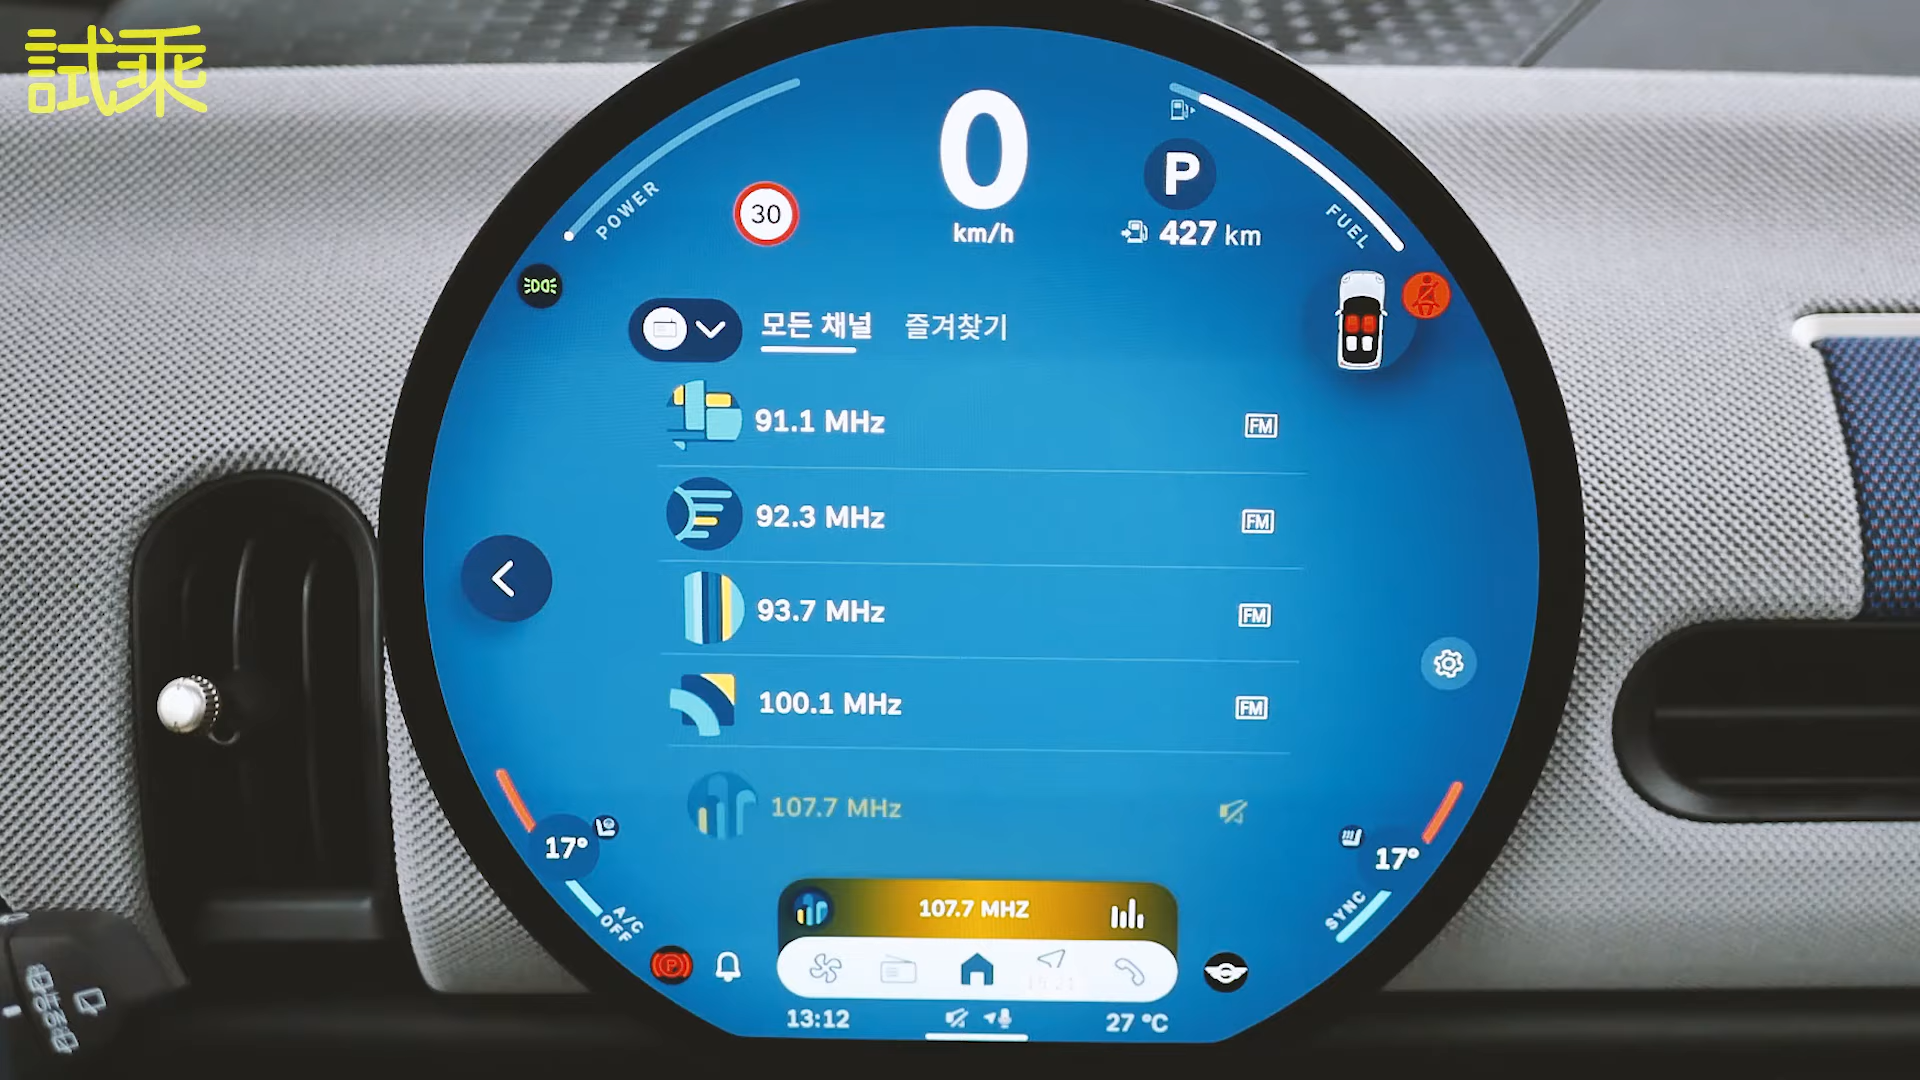 試乘
0
km/h
POWER
30
P
427 km
FUEL
모든 채널 즐겨찾기
91.1 MHz FM
92.3 MHz FM
93.7 MHz FM
100.1 MHz FM
107.7 MHz
17°
17°
A/C
OFF
SYNC
107.7 MHZ
P
13:12
27 °C